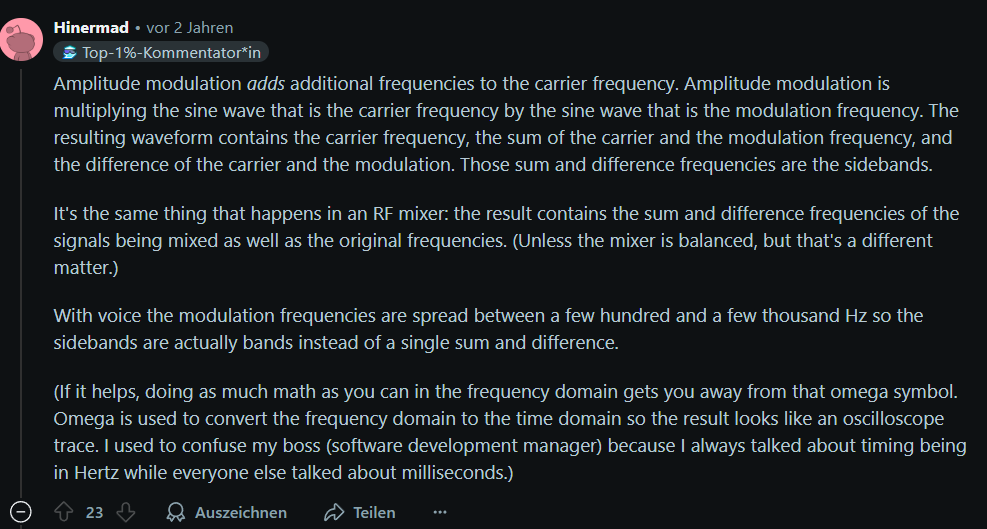 Hinermad • vor 2 Jahren
Top-1%-Kommentator*in
Amplitude modulation adds additional frequencies to the carrier frequency. Amplitude modulation is
multiplying the sine wave that is the carrier frequency by the sine wave that is the modulation frequency. The
resulting waveform contains the carrier frequency, the sum of the carrier and the modulation frequency, and
the difference of the carrier and the modulation. Those sum and difference frequencies are the sidebands.
It's the same thing that happens in an RF mixer: the result contains the sum and difference frequencies of the
signals being mixed as well as the original frequencies. (Unless the mixer is balanced, but that's a different
matter.)
With voice the modulation frequencies are spread between a few hundred and a few thousand Hz so the
sidebands are actually bands instead of a single sum and difference.
(If it helps, doing as much math as you can in the frequency domain gets you away from that omega symbol.
Omega is used to convert the frequency domain to the time domain so the result looks like an oscilloscope
trace. I used to confuse my boss (software development manager) because I always talked about timing being
in Hertz while everyone else talked about milliseconds.)
23 Auszeichnen Teilen ...